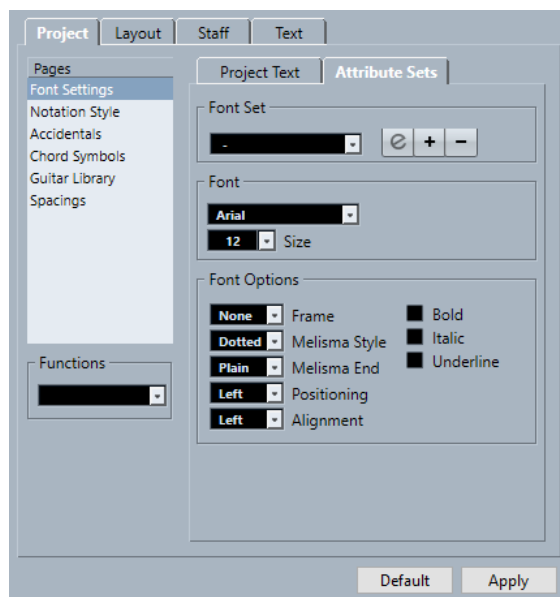 Project Layout Staff Text
Pages
Font Settings
Notation Style
Accidentals
Chord Symbols
Guitar Library
Spacings
Functions
Project Text Attribute Sets
Font Set
- e + −
Font
Arial
12 Size
Font Options
None Frame
Dotted Melisma Style
Plain Melisma End
Left Positioning
Left Alignment
Bold
Italic
Underline
Default Apply